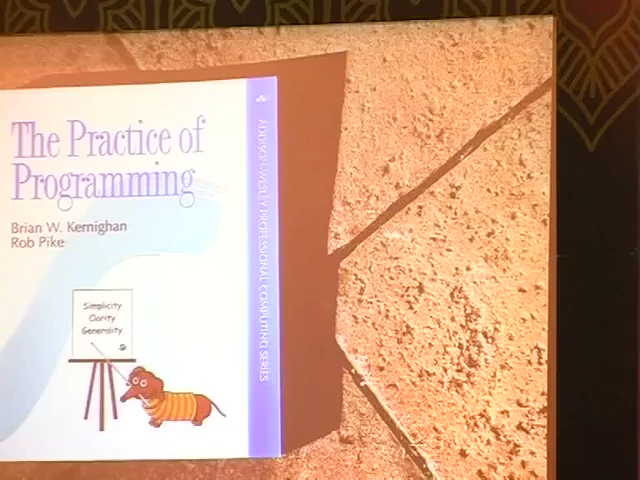 The Practice of
Programming
Brian W. Kernighan
Rob Pike
Simplicity
Clarity
Generality
ADDISON-WESLEY PROFESSIONAL COMPUTING SERIES